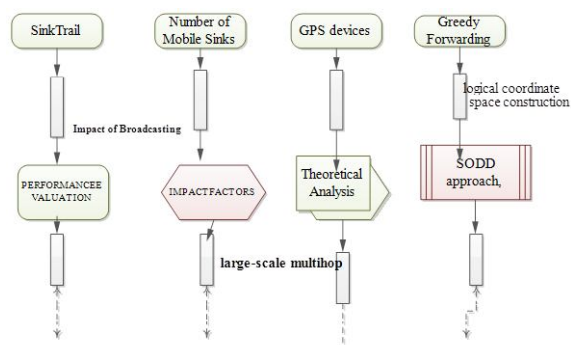 SinkTrail
Number of
Mobile Sinks
GPS devices
Greedy
Forwarding
logical coordinate
space construction
Impact of Broadcasting
PERFORMANCEE
VALUATION
IMPACTFACTORS
Theoretical
Analysis
SODD
approach,
large-scale multihop